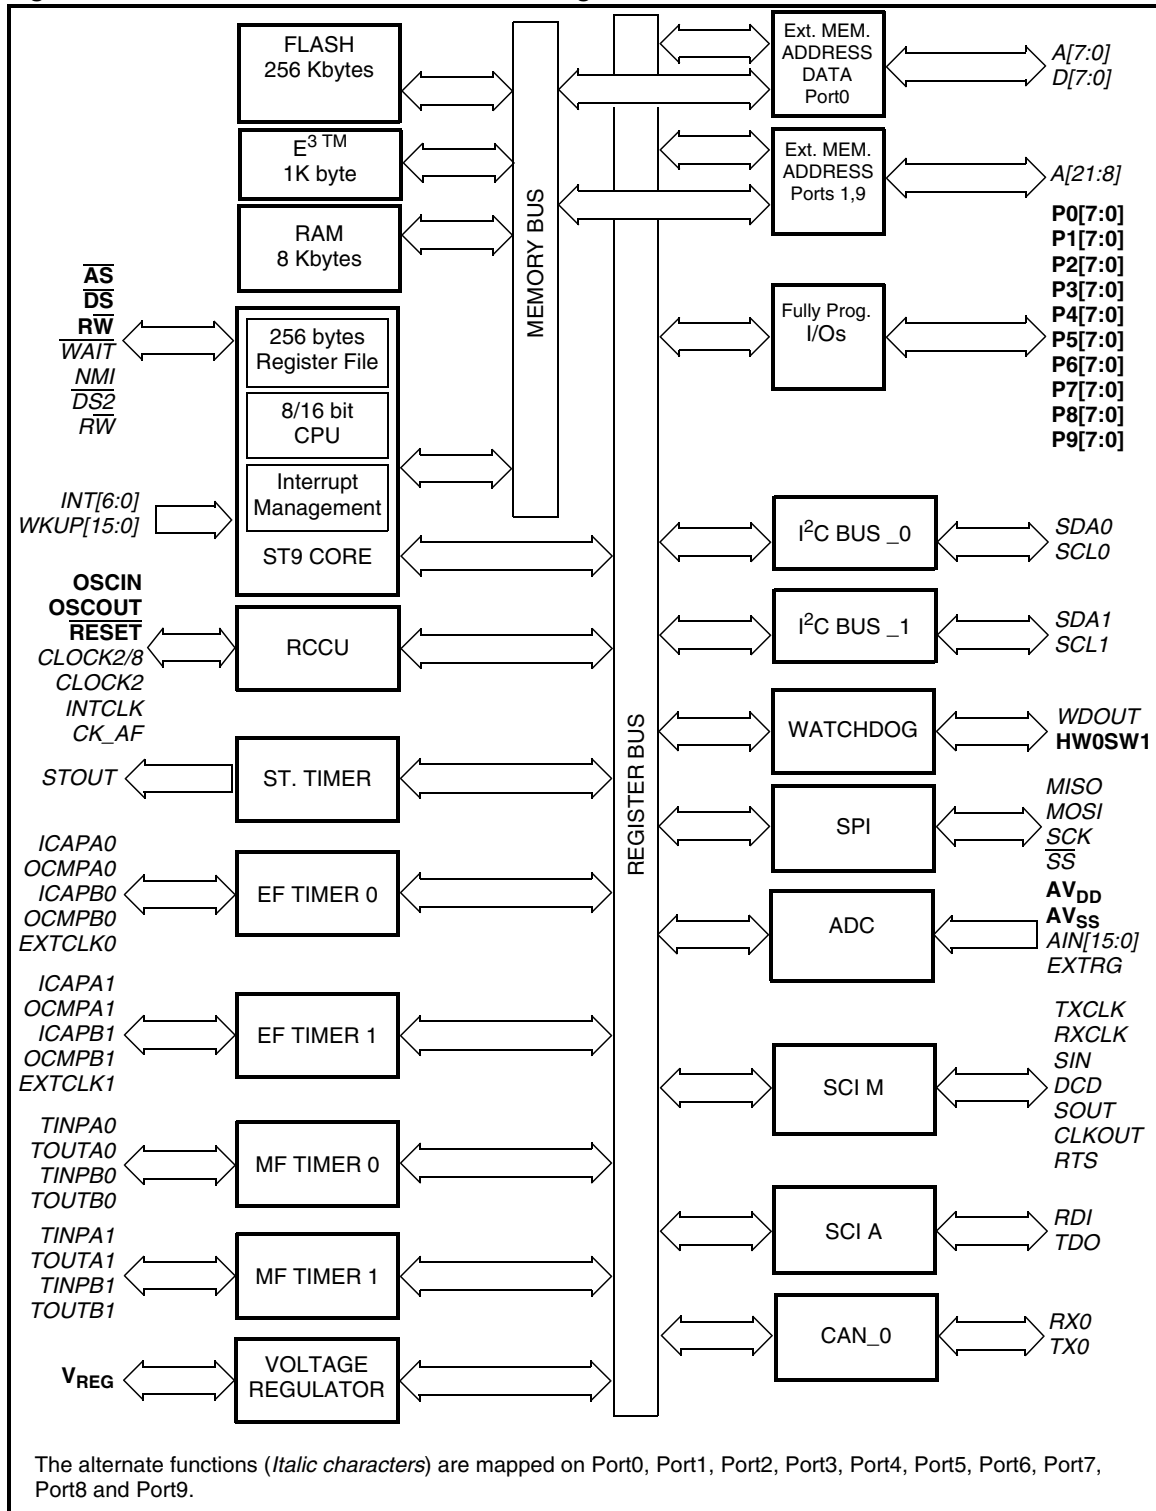 FLASH
256 Kbytes
E³ ™
1K byte
RAM
8 Kbytes
MEMORY BUS
A̅S̅
D̅S̅
RW̅
W̅A̅I̅T̅
NMI
D̅S̅2̅
RW̅
256 bytes
Register File
8/16 bit
CPU
Interrupt
Management
ST9 CORE
INT[6:0]
WKUP[15:0]
OSCIN
OSCOUT
R̅E̅S̅E̅T̅
CLOCK2/8
CLOCK2
INTCLK
CK_AF
RCCU
STOUT
ST. TIMER
ICAPA0
OCMPA0
ICAPB0
OCMPB0
EXTCLK0
EF TIMER 0
ICAPA1
OCMPA1
ICAPB1
OCMPB1
EXTCLK1
EF TIMER 1
TINPA0
TOUTA0
TINPB0
TOUTB0
MF TIMER 0
TINPA1
TOUTA1
TINPB1
TOUTB1
MF TIMER 1
VREG
VOLTAGE
REGULATOR
REGISTER BUS
Ext. MEM.
ADDRESS
DATA
Port0
A[7:0]
D[7:0]
Ext. MEM.
ADDRESS
Ports 1,9
A[21:8]
Fully Prog.
I/Os
P0[7:0]
P1[7:0]
P2[7:0]
P3[7:0]
P4[7:0]
P5[7:0]
P6[7:0]
P7[7:0]
P8[7:0]
P9[7:0]
I²C BUS _0
SDA0
SCL0
I²C BUS _1
SDA1
SCL1
WATCHDOG
WDOUT
HW0SW1
SPI
MISO
MOSI
SCK
S̅S̅
ADC
AVDD
AVSS
AIN[15:0]
EXTRG
SCI M
TXCLK
RXCLK
SIN
DCD
SOUT
CLKOUT
RTS
SCI A
RDI
TDO
CAN_0
RX0
TX0
The alternate functions (Italic characters) are mapped on Port0, Port1, Port2, Port3, Port4, Port5, Port6, Port7,
Port8 and Port9.